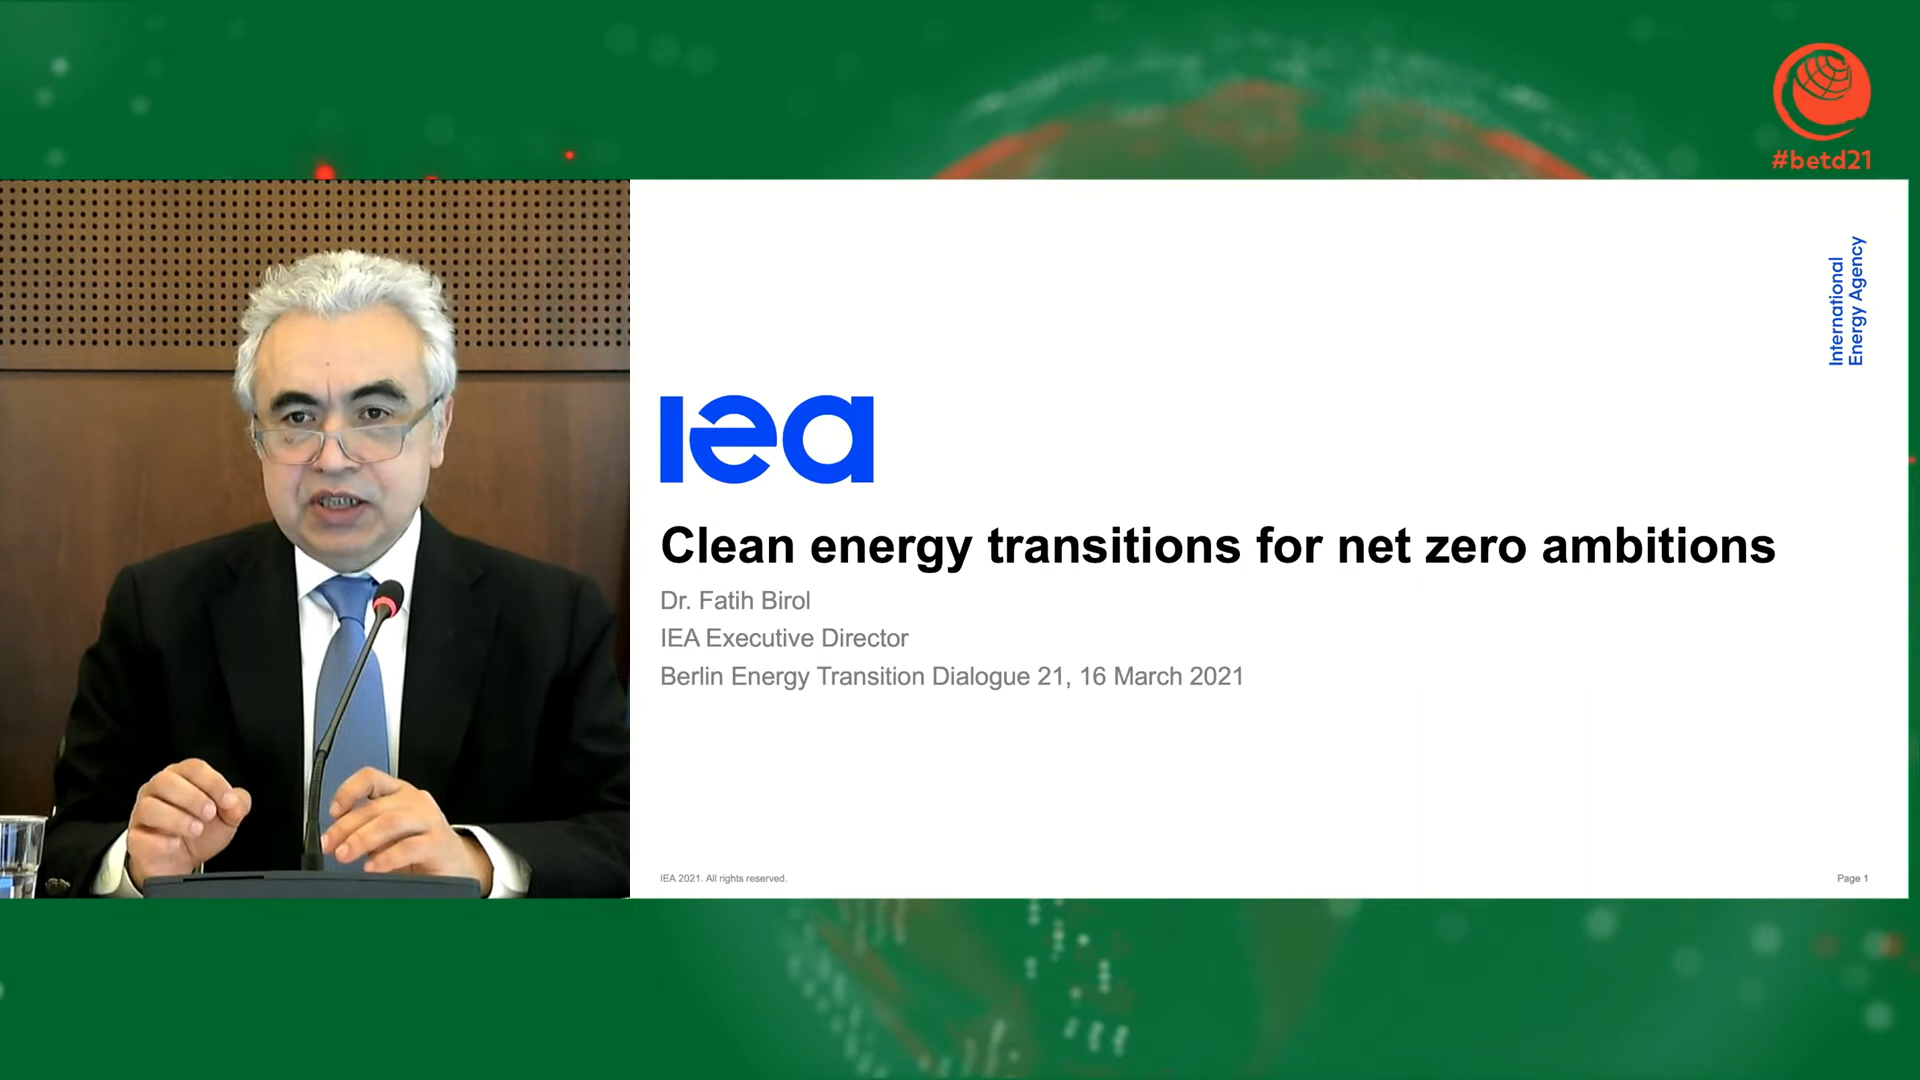 #betd21
International
Energy Agency
iea
Clean energy transitions for net zero ambitions
Dr. Fatih Birol
IEA Executive Director
Berlin Energy Transition Dialogue 21, 16 March 2021
IEA 2021. All rights reserved.
Page 1